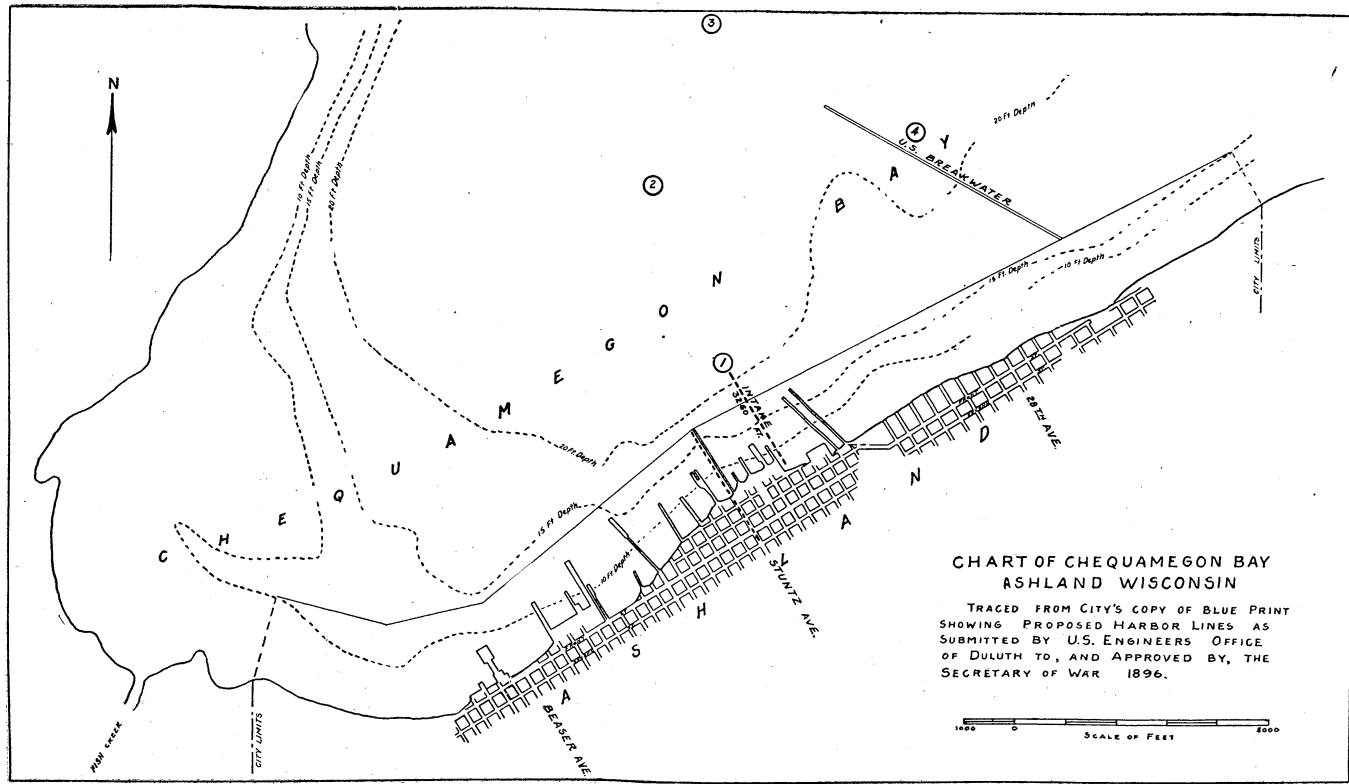 3
N
4
20 Ft Depth
Y
U.S. BREAKWATER
A
B
10 Ft Depth
15 Ft Depth
20 Ft Depth
2
CITY LIMITS
15 Ft. Depth
10 Ft Depth
N
O
G
E
M
A
U
Q
E
H
C
1
INTAKE
3260 FT.
28TH AVE.
20 Ft Depth
15 Ft Depth
10 Ft Depth
D
N
A
L
H
S
A
STUNTZ AVE.
BEASER AVE.
FISH CREEK
CITY LIMITS
CHART OF CHEQUAMEGON BAY
ASHLAND WISCONSIN
TRACED FROM CITY'S COPY OF BLUE PRINT
SHOWING PROPOSED HARBOR LINES AS
SUBMITTED BY U.S. ENGINEERS OFFICE
OF DULUTH TO, AND APPROVED BY, THE
SECRETARY OF WAR 1896.
1000 0 5000
SCALE OF FEET